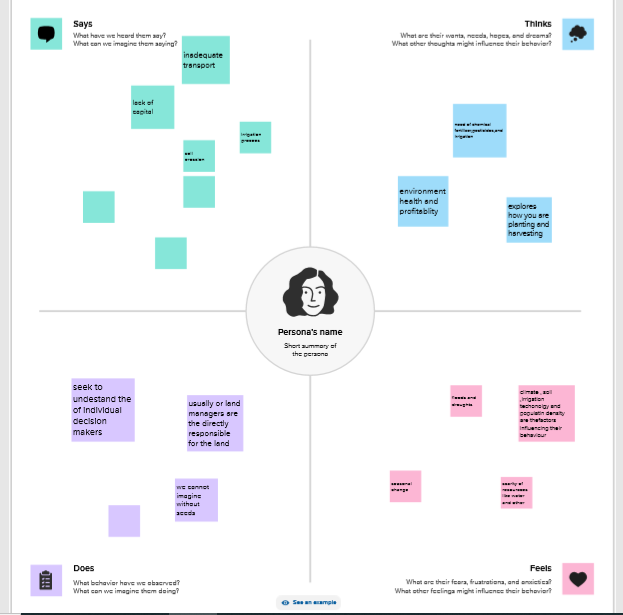 Says
What have we heard them say?
What can we imagine them saying?
inadequate
transport
lack of
capital
irrigation
process
soil
erossion
Thinks
What are their wants, needs, hopes, and dreams?
What other thoughts might influence their behavior?
need of chemical
fertilizer,pesticides,and
irrigation
environment
health and
profitablity
explores
how you are
planting and
harvesting
Persona's name
Short summary of
the persona
seek to
undestand the
of individual
decision
makers
usually or land
managers are
the directly
responsible
for the land
we cannot
imagine
without
seeds
Does
What behavior have we observed?
What can we imagine them doing?
floods and
droughts
climate , soil
,irrigation
techonolgy and
populatin density
are thefactors
influencing their
behaviour
seasonal
change
scarity of
resources
like water
and other
Feels
What are their fears, frustrations, and anxieties?
What other feelings might influence their behavior?
See an example